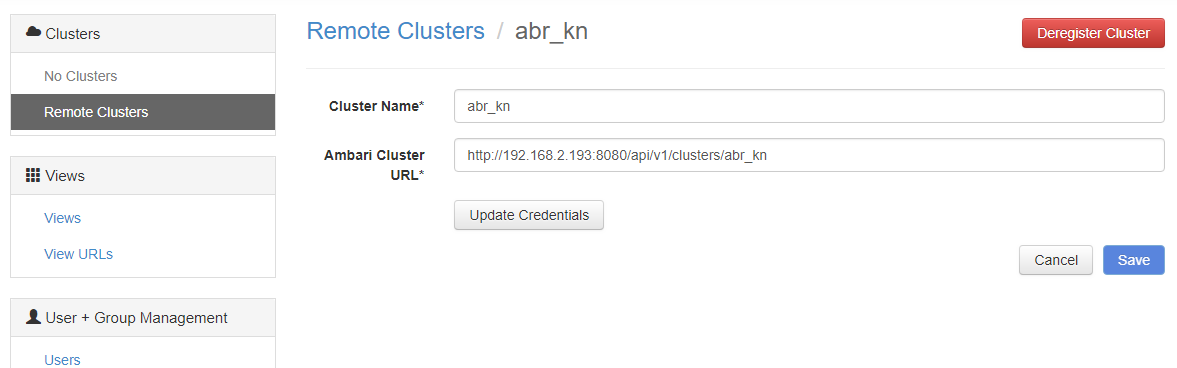 Clusters
No Clusters
Remote Clusters
Views
Views
View URLs
User + Group Management
Users
Remote Clusters / abr_kn
Deregister Cluster
Cluster Name* abr_kn
Ambari Cluster
URL*
http://192.168.2.193:8080/api/v1/clusters/abr_kn
Update Credentials
Cancel Save